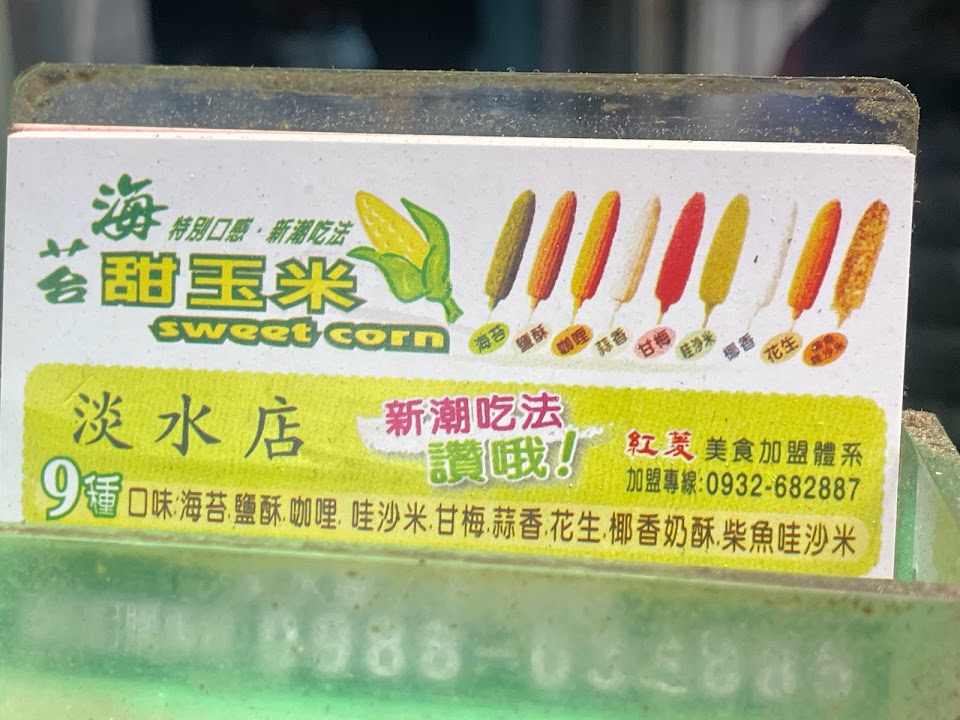 海苔
特別口感·新潮吃法
甜玉米
sweet corn
海苔 鹽酥 咖哩 蒜香 甘梅 哇沙米 椰香 花生
淡水店
新潮吃法
讚哦!
紅菱 美食加盟體系
加盟專線:0932-682887
9種 口味:海苔.鹽酥.咖哩.哇沙米.甘梅.蒜香.花生.椰香奶酥.柴魚哇沙米